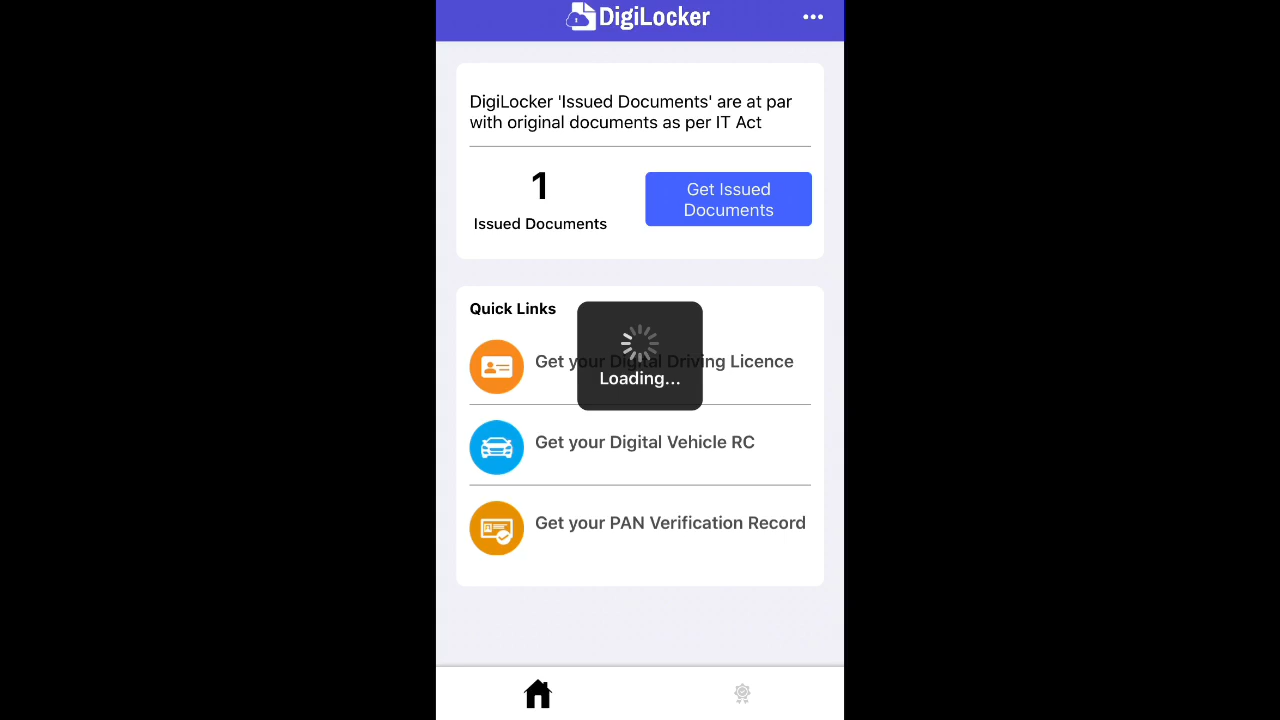 DigiLocker
DigiLocker 'Issued Documents' are at par
with original documents as per IT Act
1
Issued Documents
Get Issued
Documents
Quick Links
Get your Digital Driving Licence
Loading...
Get your Digital Vehicle RC
Get your PAN Verification Record